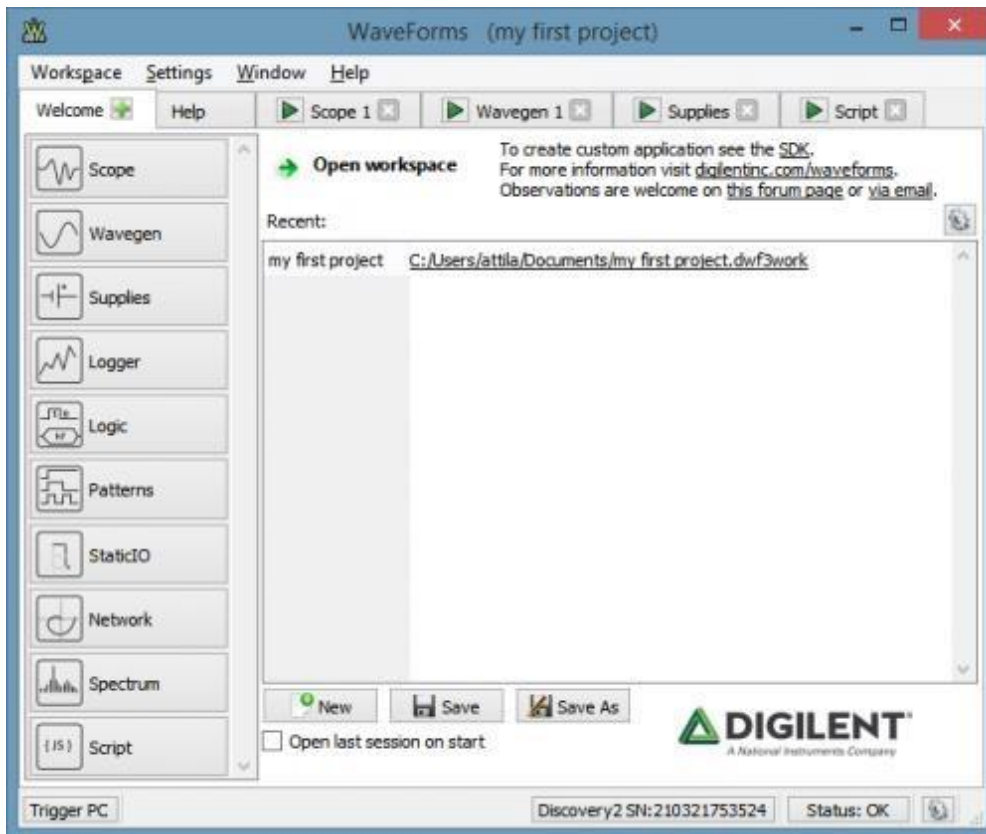 WaveForms (my first project)
Workspace Settings Window Help
Welcome Help Scope 1 Wavegen 1 Supplies Script
Scope
Wavegen
Supplies
Logger
Logic
Patterns
StaticIO
Network
Spectrum
{JS} Script
Open workspace
To create custom application see the SDK.
For more information visit digilentinc.com/waveforms.
Observations are welcome on this forum page or via email.
Recent:
my first project C:/Users/attila/Documents/my first project.dwf3work
New Save Save As
Open last session on start
DIGILENT
A National Instruments Company
Trigger PC Discovery2 SN:210321753524 Status: OK